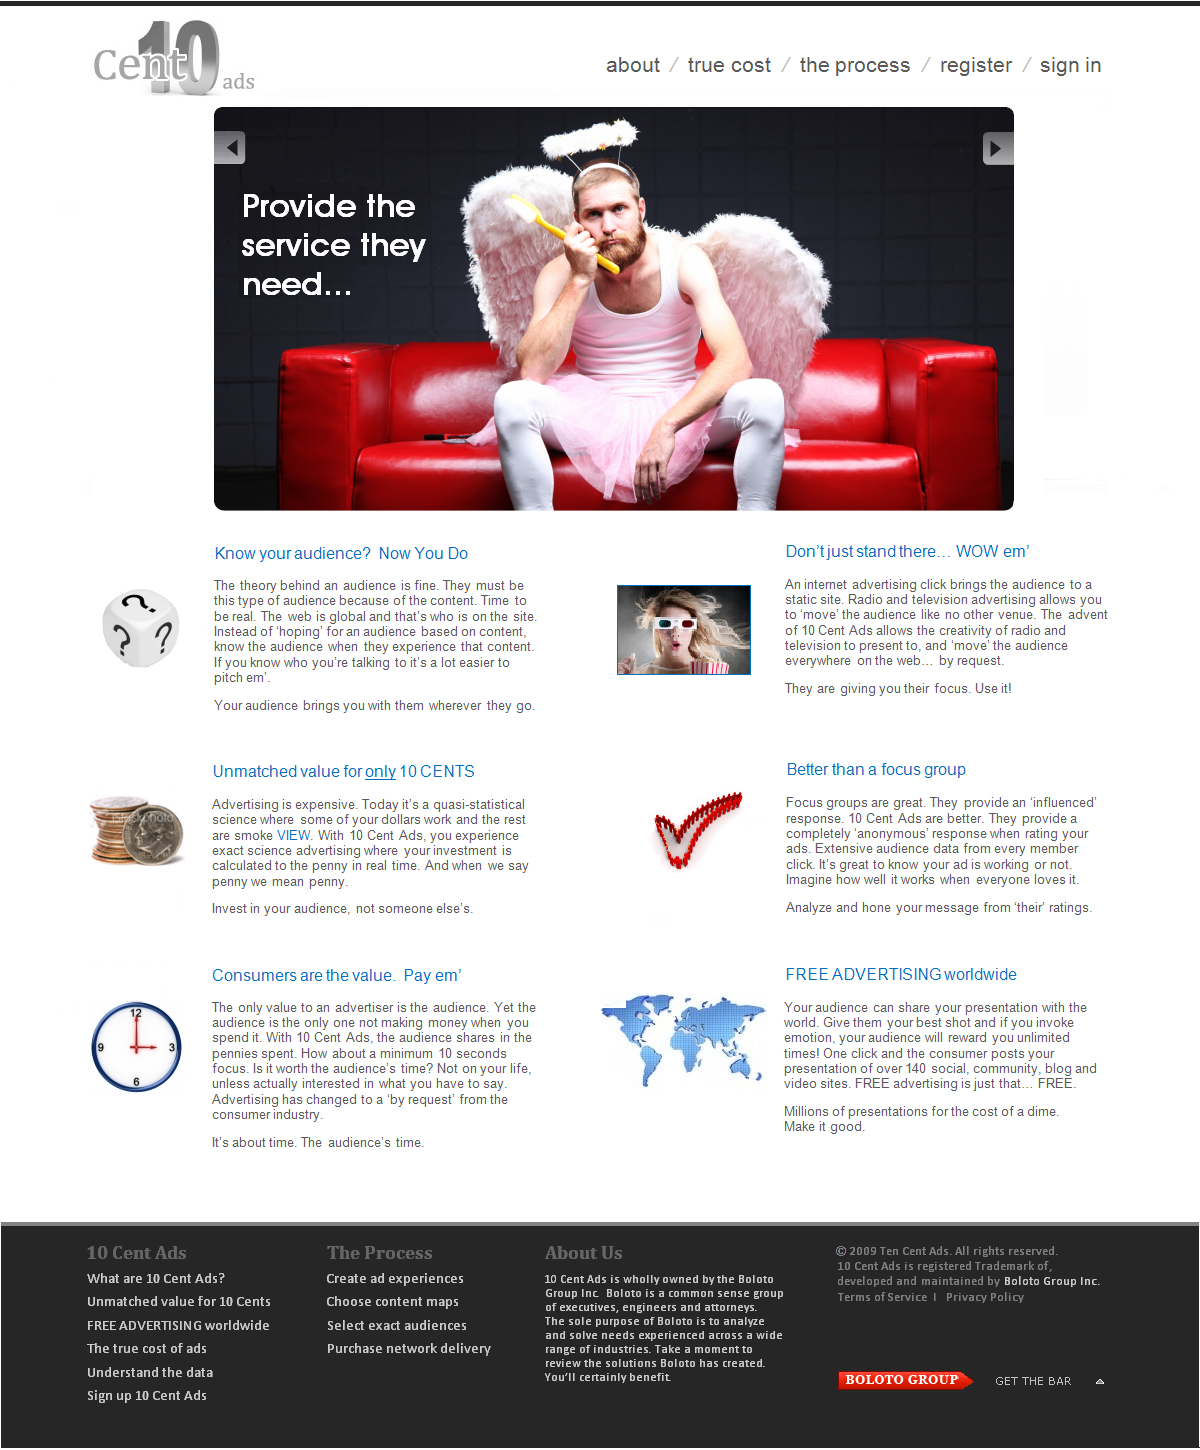 Cent 10 ads
about / true cost / the process / register / sign in
Provide the
service they
need...
Know your audience?  Now You Do
The theory behind an audience is fine. They must be
this type of audience because of the content. Time to
be real. The web is global and that's who is on the site.
Instead of 'hoping' for an audience based on content,
know the audience when they experience that content.
If you know who you're talking to it's a lot easier to
pitch em'.
Your audience brings you with them wherever they go.
Don't just stand there... WOW em'
An internet advertising click brings the audience to a
static site. Radio and television advertising allows you
to 'move' the audience like no other venue. The advent
of 10 Cent Ads allows the creativity of radio and
television to present to, and 'move' the audience
everywhere on the web... by request.
They are giving you their focus. Use it!
Unmatched value for only 10 CENTS
Advertising is expensive. Today it's a quasi-statistical
science where some of your dollars work and the rest
are smoke VIEW. With 10 Cent Ads, you experience
exact science advertising where your investment is
calculated to the penny in real time. And when we say
penny we mean penny.
Invest in your audience, not someone else's.
Better than a focus group
Focus groups are great. They provide an 'influenced'
response. 10 Cent Ads are better. They provide a
completely 'anonymous' response when rating your
ads. Extensive audience data from every member
click. It's great to know your ad is working or not.
Imagine how well it works when everyone loves it.
Analyze and hone your message from 'their' ratings.
Consumers are the value.  Pay em'
The only value to an advertiser is the audience. Yet the
audience is the only one not making money when you
spend it. With 10 Cent Ads, the audience shares in the
pennies spent. How about a minimum 10 seconds
focus. Is it worth the audience's time? Not on your life,
unless actually interested in what you have to say.
Advertising has changed to a 'by request' from the
consumer industry.
It's about time. The audience's time.
12
9 3
6
FREE ADVERTISING worldwide
Your audience can share your presentation with the
world. Give them your best shot and if you invoke
emotion, your audience will reward you unlimited
times! One click and the consumer posts your
presentation of over 140 social, community, blog and
video sites. FREE advertising is just that... FREE.
Millions of presentations for the cost of a dime.
Make it good.
10 Cent Ads
What are 10 Cent Ads?
Unmatched value for 10 Cents
FREE ADVERTISING worldwide
The true cost of ads
Understand the data
Sign up 10 Cent Ads
The Process
Create ad experiences
Choose content maps
Select exact audiences
Purchase network delivery
About Us
10 Cent Ads is wholly owned by the Boloto
Group Inc.  Boloto is a common sense group
of executives, engineers and attorneys.
The sole purpose of Boloto is to analyze
and solve needs experienced across a wide
range of industries. Take a moment to
review the solutions Boloto has created.
You'll certainly benefit.
© 2009 Ten Cent Ads. All rights reserved.
10 Cent Ads is registered Trademark of,
developed and maintained by Boloto Group Inc.
Terms of Service  I  Privacy Policy
BOLOTO GROUP
GET THE BAR